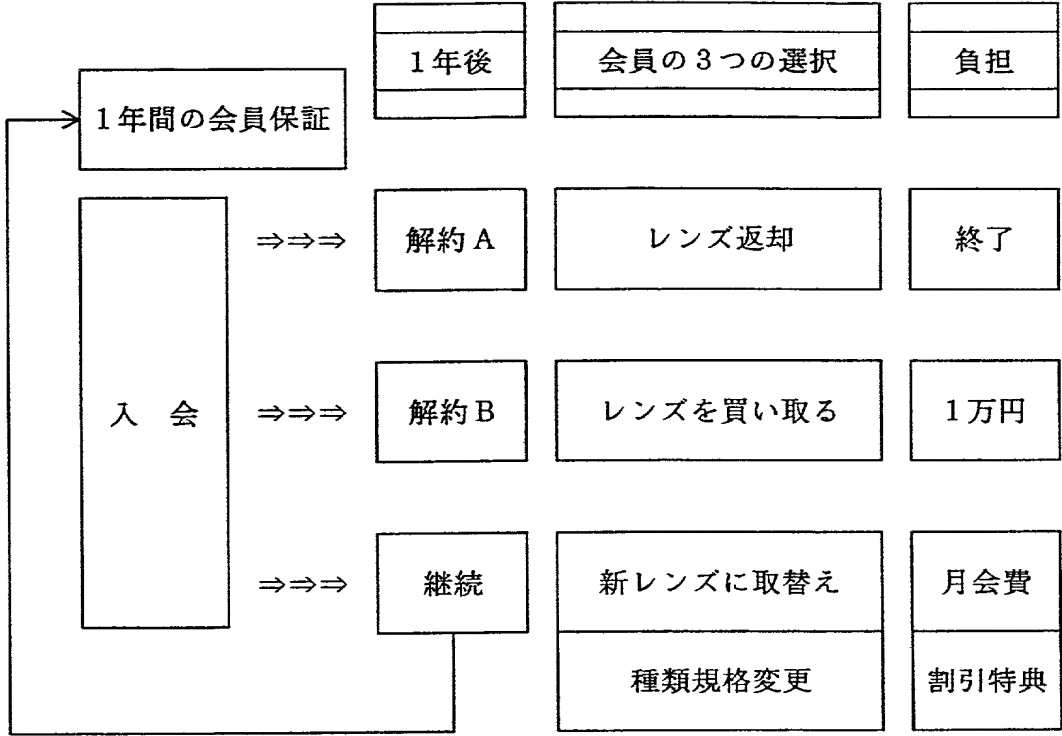 1年後 会員の3つの選択 負担
1年間の会員保証
⇒⇒⇒ 解約A レンズ返却 終了
入 会 ⇒⇒⇒ 解約B レンズを買い取る 1万円
⇒⇒⇒ 継続 新レンズに取替え 月会費
種類規格変更 割引特典